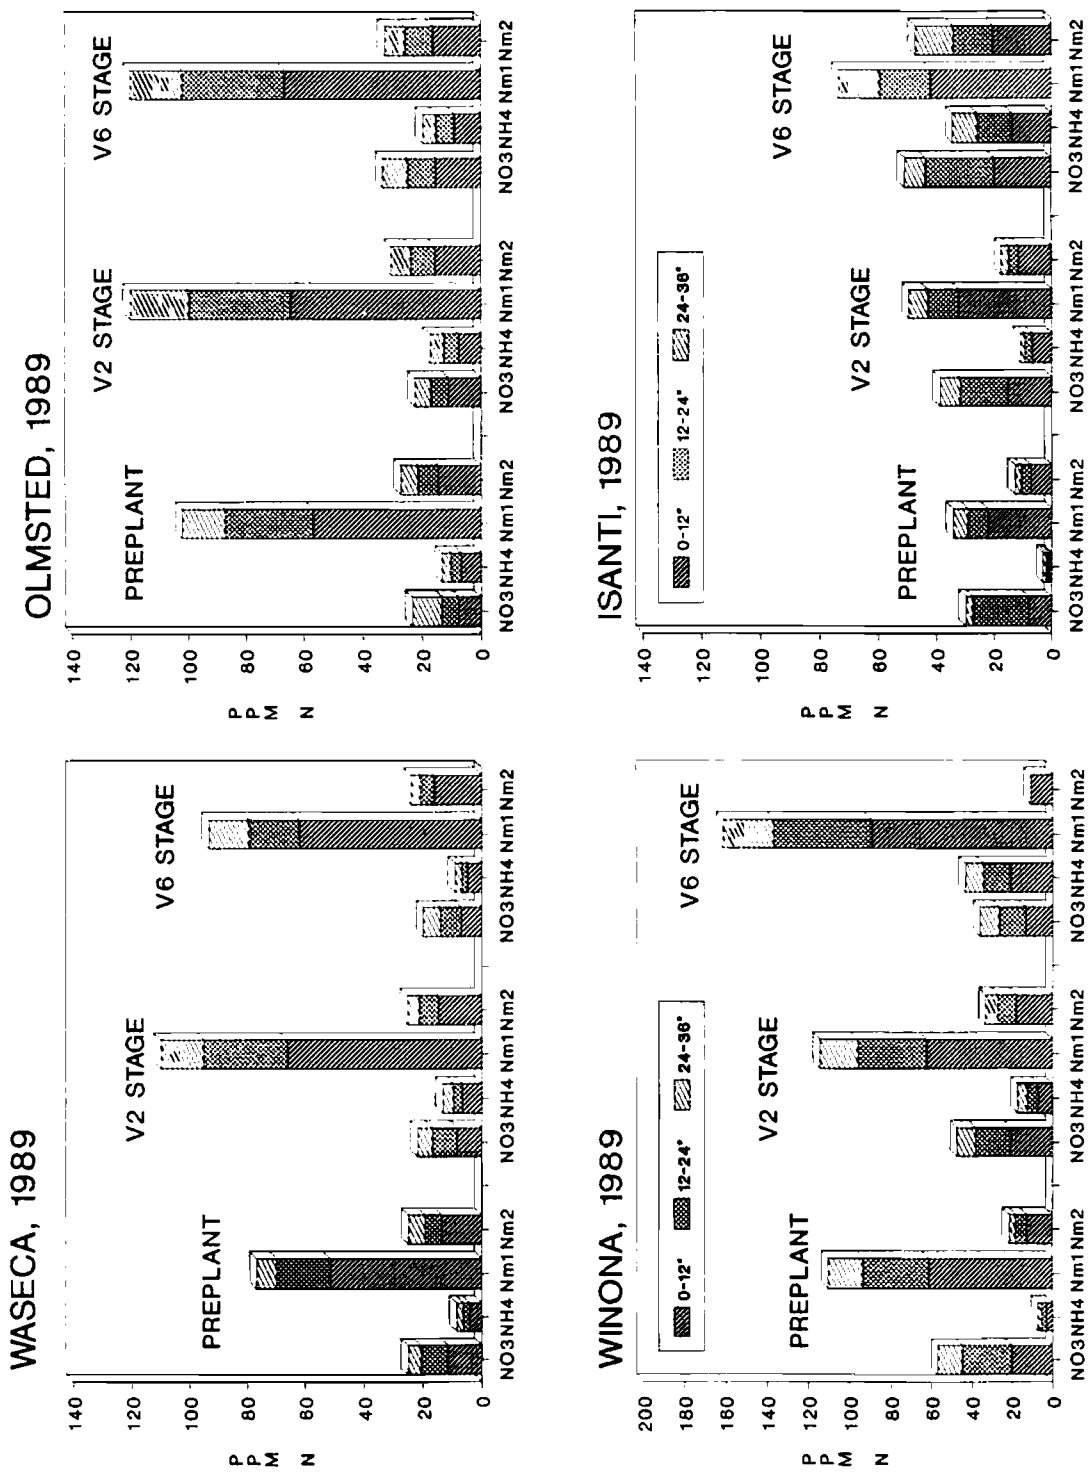 WASECA, 1989
P P M N
140
120
100
80
60
40
20
0
PREPLANT
V2 STAGE
V6 STAGE
NO3 NH4 Nm1 Nm2
NO3 NH4 Nm1 Nm2
NO3 NH4 Nm1 Nm2
OLMSTED, 1989
P P M N
140
120
100
80
60
40
20
0
PREPLANT
V2 STAGE
V6 STAGE
NO3 NH4 Nm1 Nm2
NO3 NH4 Nm1 Nm2
NO3 NH4 Nm1 Nm2
WINONA, 1989
P P M N
200
180
160
140
120
100
80
60
40
20
0
0-12" 12-24" 24-36"
PREPLANT
V2 STAGE
V6 STAGE
NO3 NH4 Nm1 Nm2
NO3 NH4 Nm1 Nm2
NO3 NH4 Nm1 Nm2
ISANTI, 1989
P P M N
140
120
100
80
60
40
20
0
0-12" 12-24" 24-36"
PREPLANT
V2 STAGE
V6 STAGE
NO3 NH4 Nm1 Nm2
NO3 NH4 Nm1 Nm2
NO3 NH4 Nm1 Nm2